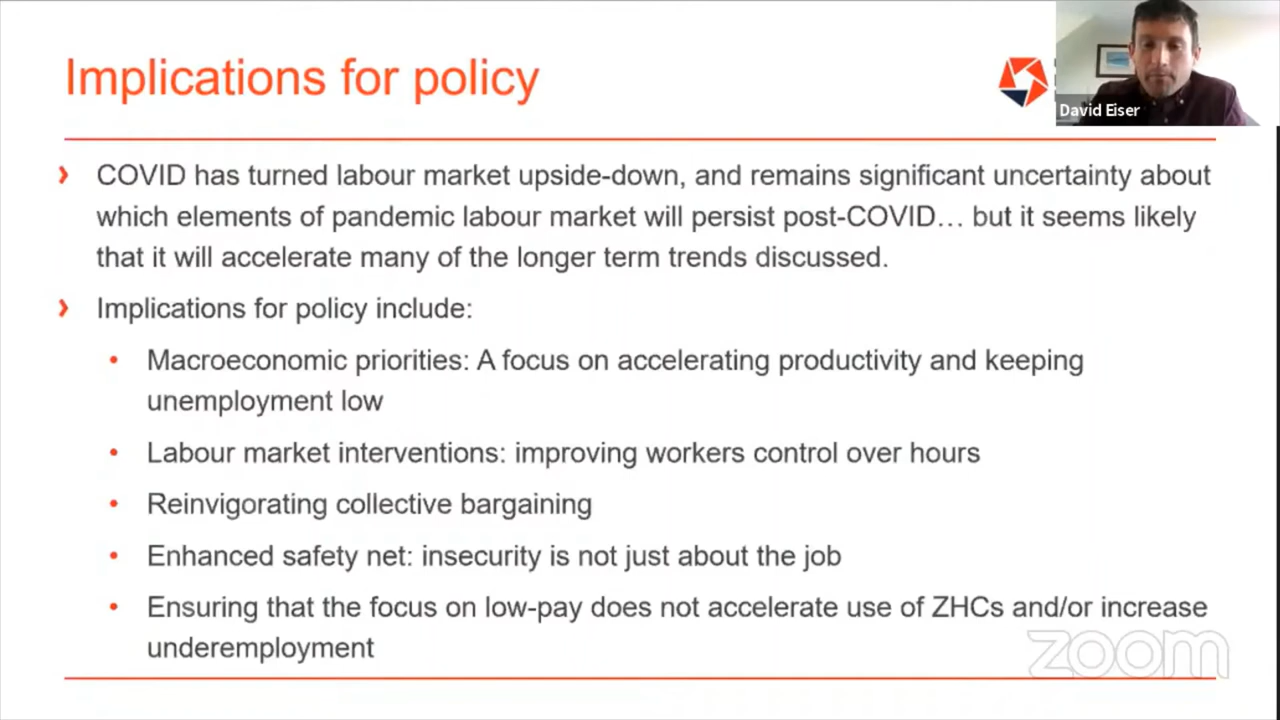 Implications for policy
David Eiser
› COVID has turned labour market upside-down, and remains significant uncertainty about
which elements of pandemic labour market will persist post-COVID… but it seems likely
that it will accelerate many of the longer term trends discussed.
› Implications for policy include:
• Macroeconomic priorities: A focus on accelerating productivity and keeping
unemployment low
• Labour market interventions: improving workers control over hours
• Reinvigorating collective bargaining
• Enhanced safety net: insecurity is not just about the job
• Ensuring that the focus on low-pay does not accelerate use of ZHCs and/or increase
underemployment
zoom